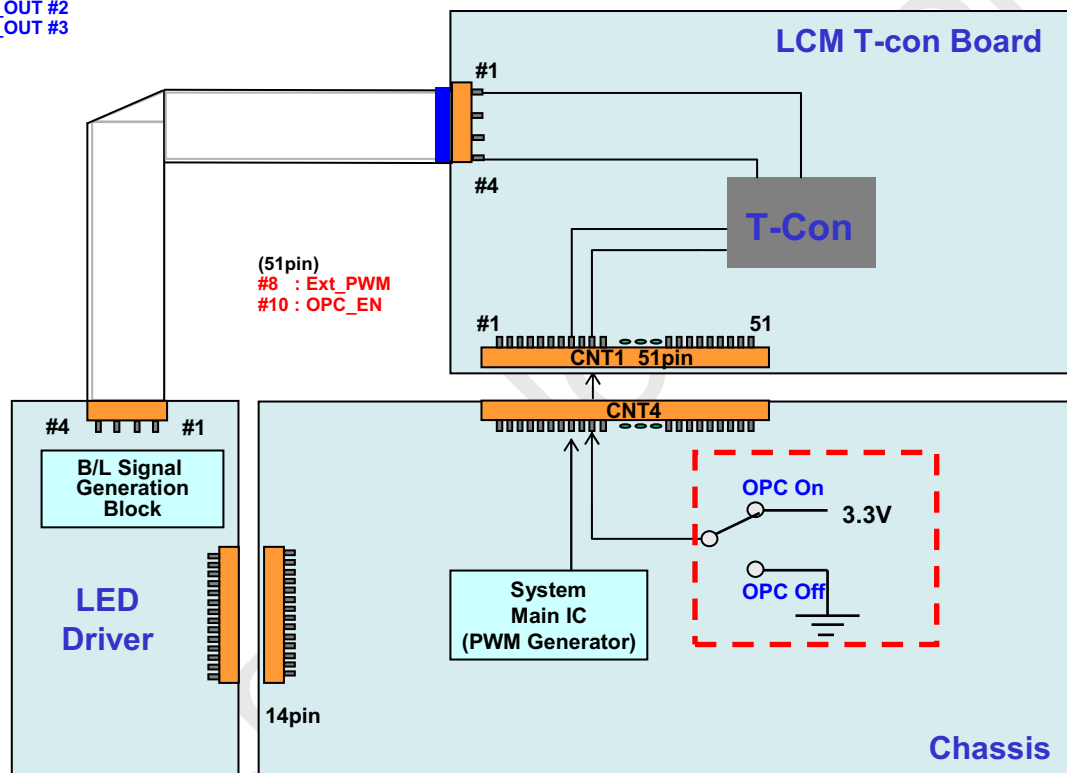 _OUT #2
_OUT #3
LCM T-con Board
#1
#4
T-Con
(51pin)
#8 : Ext_PWM
#10 : OPC_EN
#1
51
CNT1 51pin
CNT4
#4
#1
B/L Signal
Generation
Block
OPC On
3.3V
OPC Off
System
Main IC
(PWM Generator)
LED
Driver
14pin
Chassis